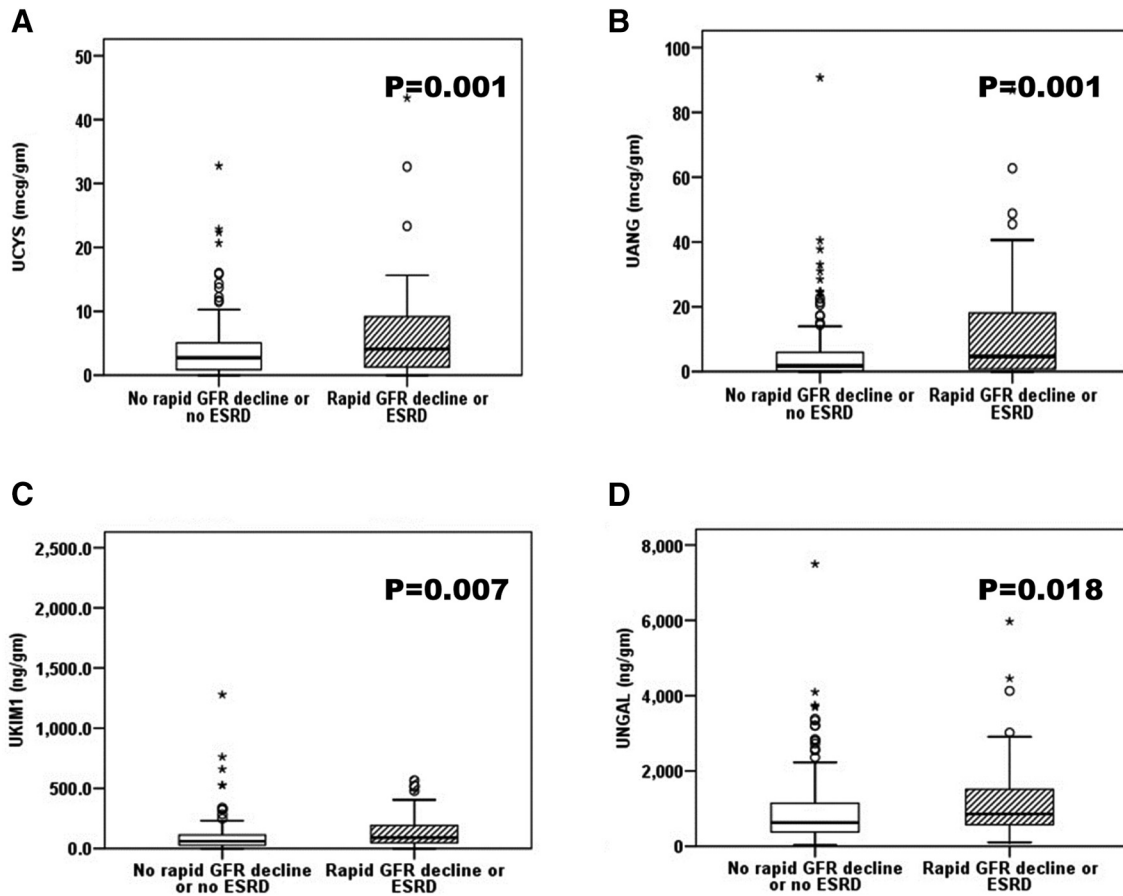 A
UCYS (mcg/gm)
50
40
30
20
10
0
P=0.001
No rapid GFR decline or
no ESRD
Rapid GFR decline or
ESRD
B
UANG (mcg/gm)
100
80
60
40
20
0
P=0.001
No rapid GFR decline or
no ESRD
Rapid GFR decline or
ESRD
C
UKIM1 (ng/gm)
2,500.0
2,000.0
1,500.0
1,000.0
500.0
0.0
P=0.007
No rapid GFR decline
or no ESRD
Rapid GFR decline or
ESRD
D
UNGAL (ng/gm)
8,000
6,000
4,000
2,000
0
P=0.018
No rapid GFR decline
or no ESRD
Rapid GFR decline or
ESRD